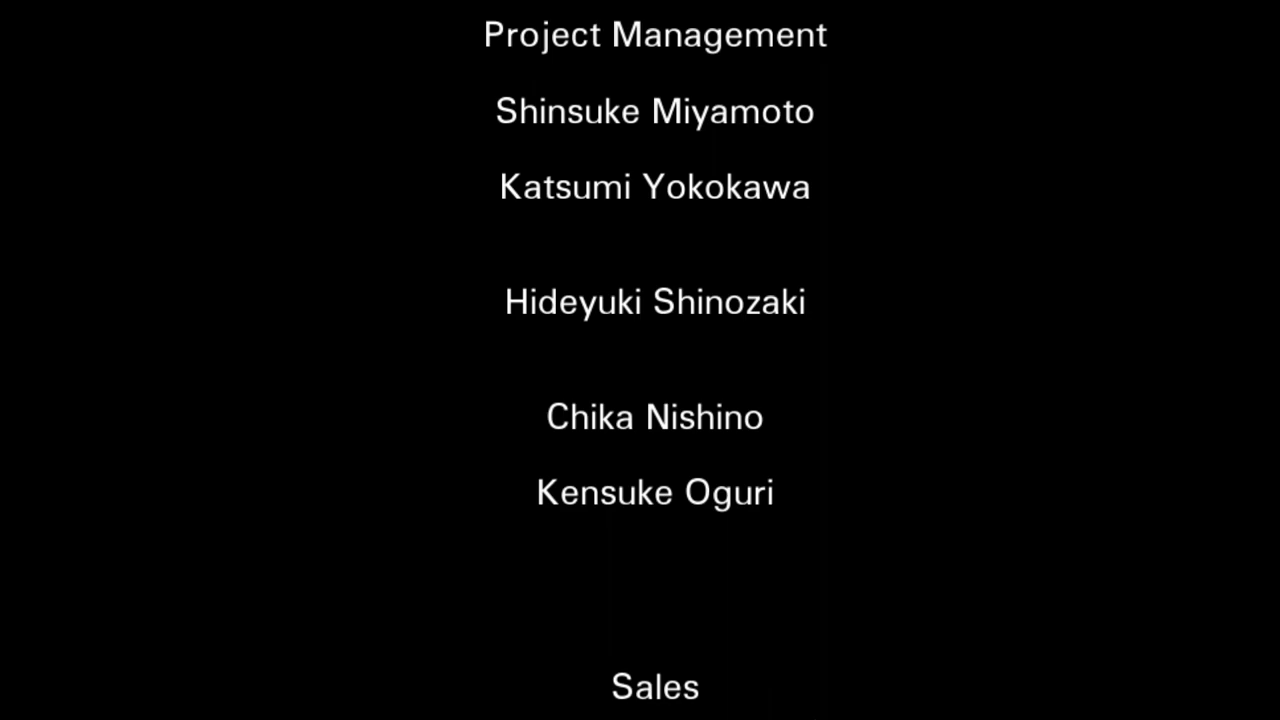 Project Management
Shinsuke Miyamoto
Katsumi Yokokawa
Hideyuki Shinozaki
Chika Nishino
Kensuke Oguri
Sales